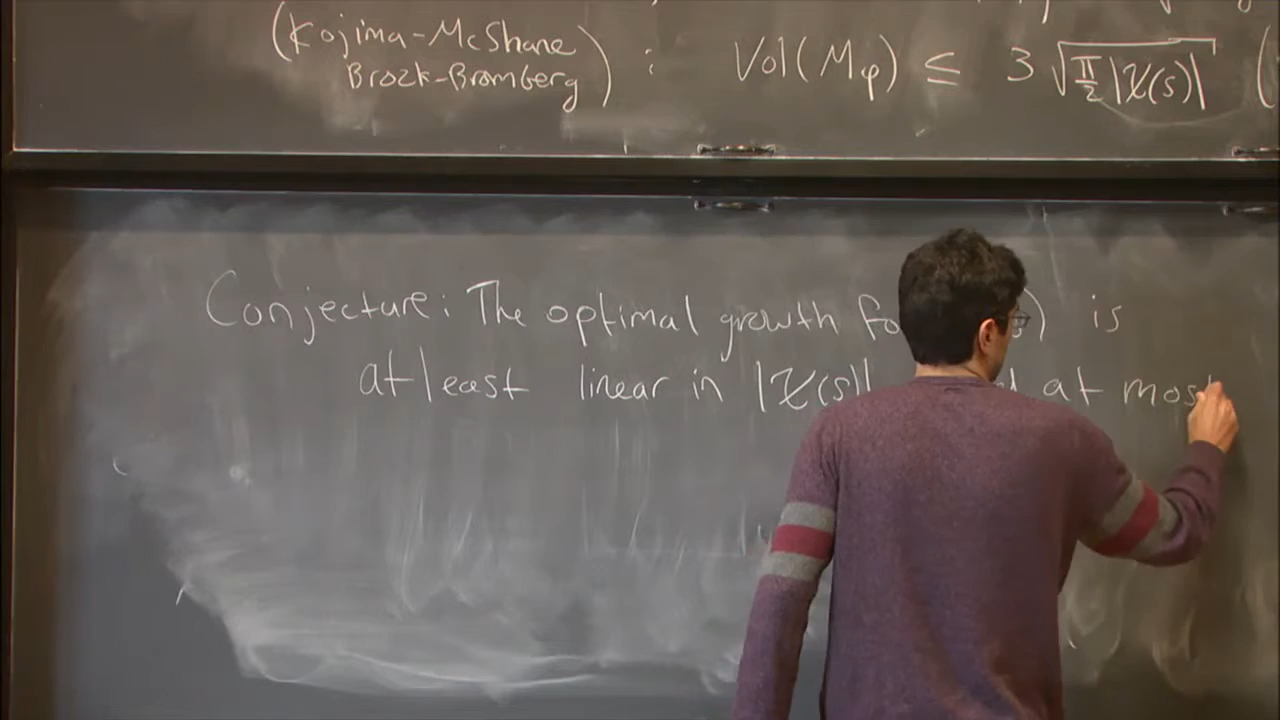 (Kojima-McShane
Brock-Bromberg) : Vol(M_φ) ≤ 3 √(π/2 |χ(s)|) (
Conjecture: The optimal growth fo s) is
at least linear in |χ(s)| at most